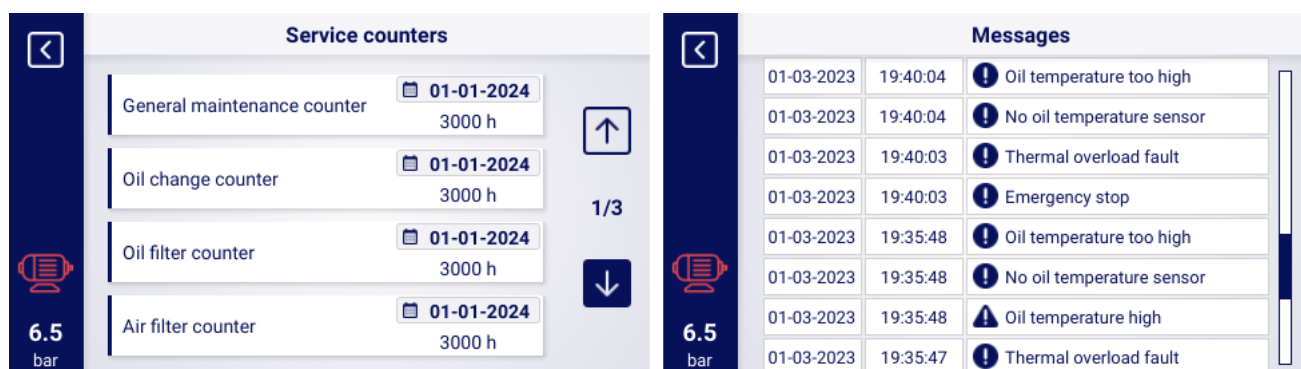 Service counters
General maintenance counter
01-01-2024
3000 h
Oil change counter
01-01-2024
3000 h
Oil filter counter
01-01-2024
3000 h
Air filter counter
01-01-2024
3000 h
1/3
6.5
bar
Messages
01-03-2023 19:40:04 Oil temperature too high
01-03-2023 19:40:04 No oil temperature sensor
01-03-2023 19:40:03 Thermal overload fault
01-03-2023 19:40:03 Emergency stop
01-03-2023 19:35:48 Oil temperature too high
01-03-2023 19:35:48 No oil temperature sensor
01-03-2023 19:35:48 Oil temperature high
01-03-2023 19:35:47 Thermal overload fault
6.5
bar